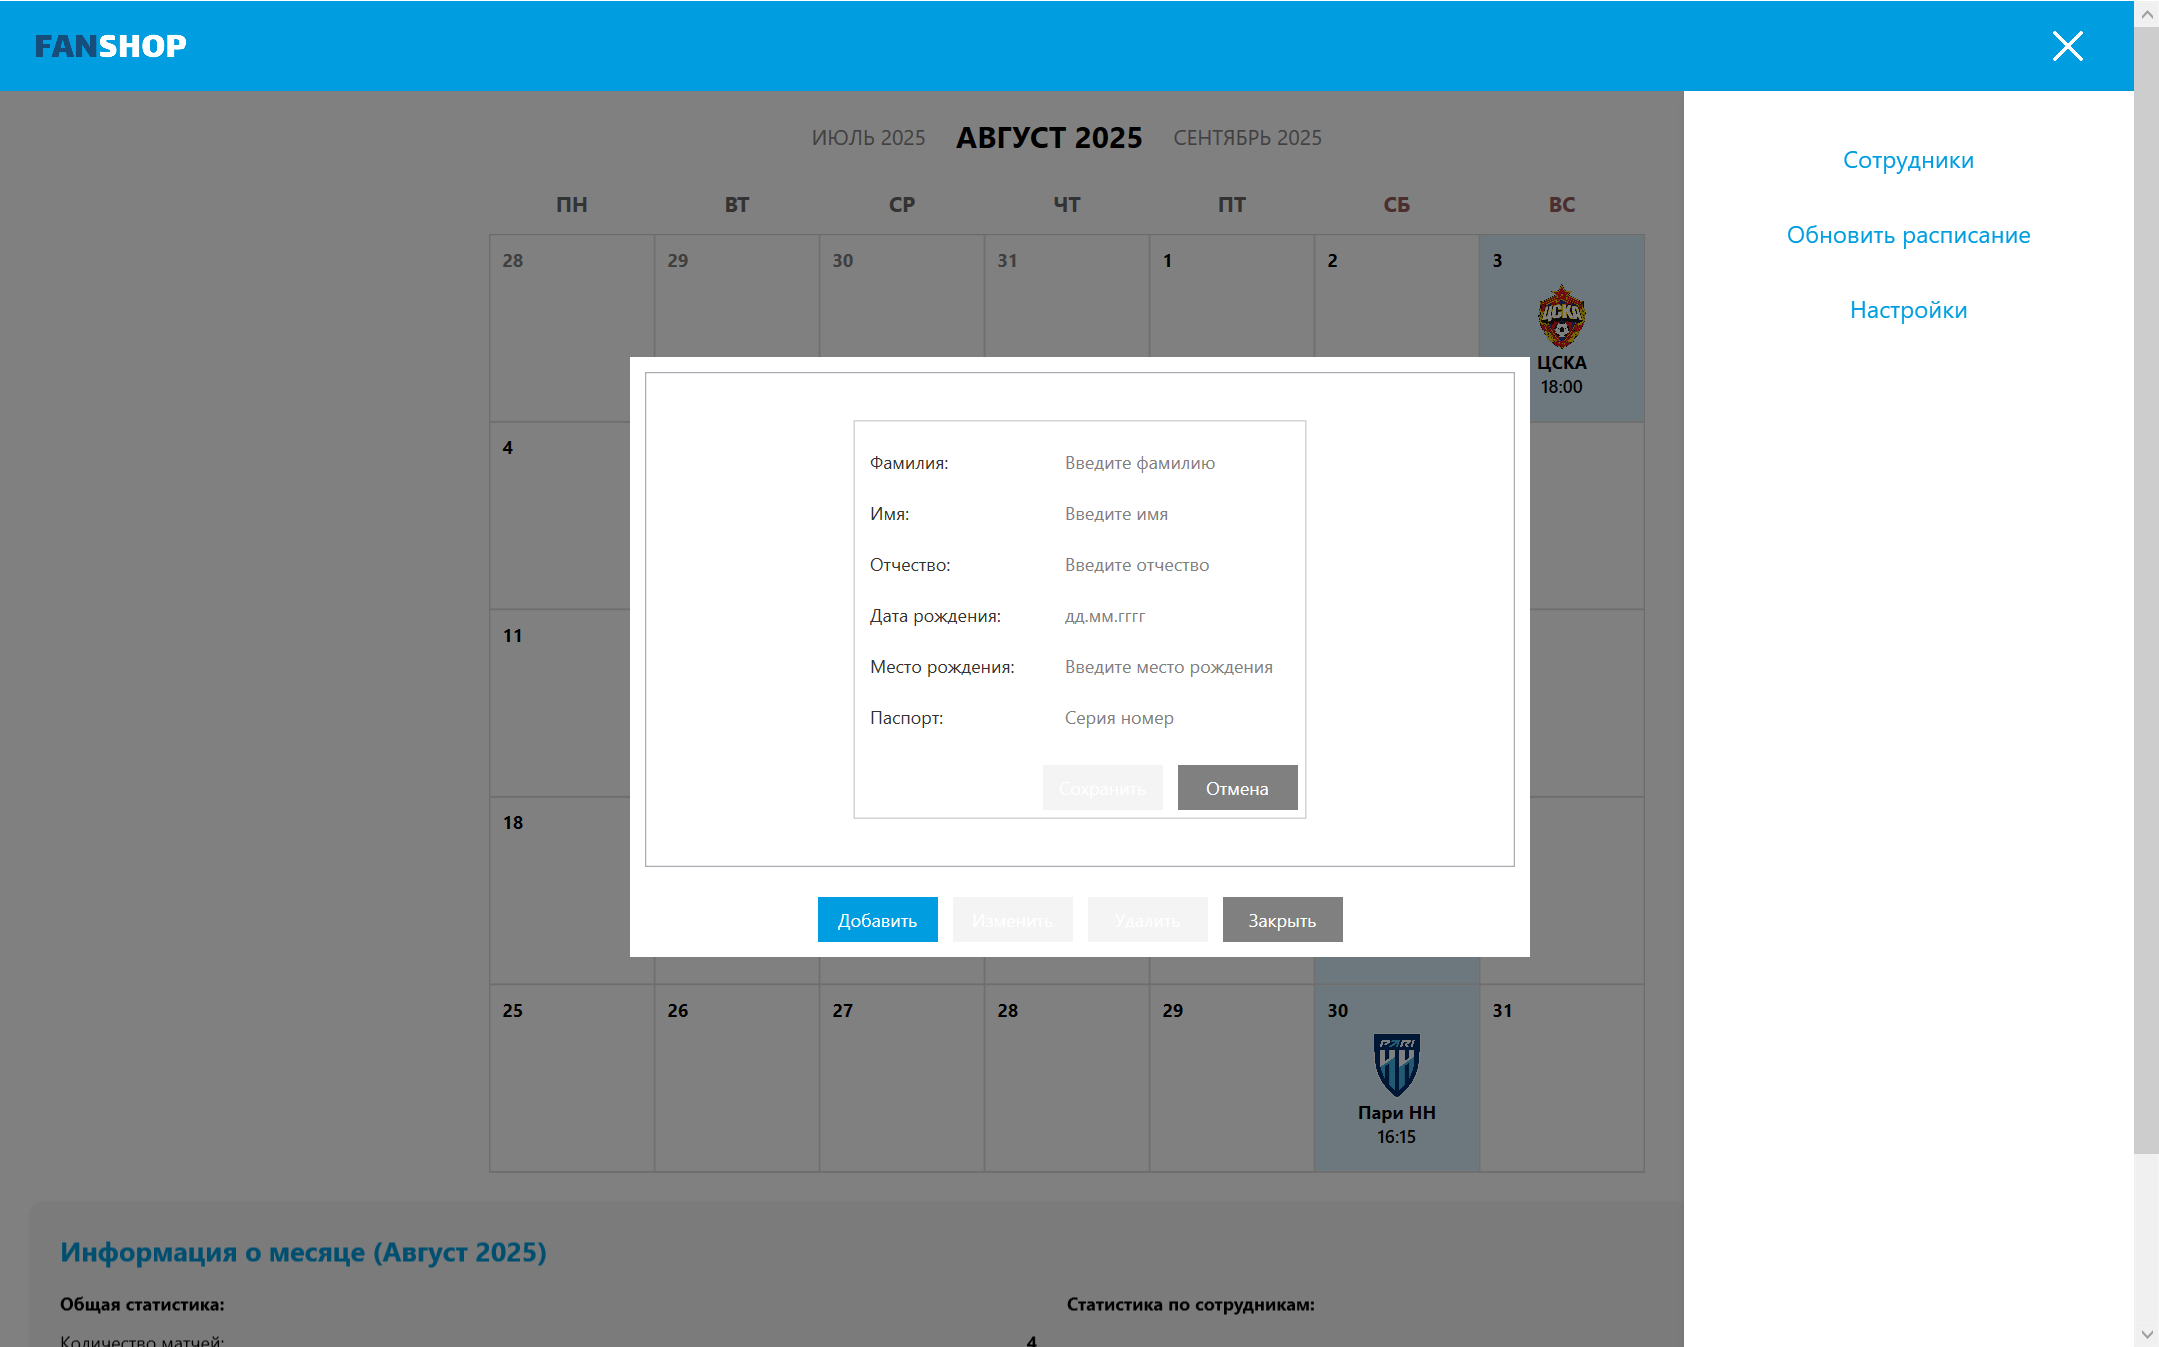 FANSHOP
ИЮЛЬ 2025 АВГУСТ 2025 СЕНТЯБРЬ 2025
ПН ВТ СР ЧТ ПТ СБ ВС
28 29 30 31 1 2 3
ЦСКА
ЦСКА
18:00
4
11
18
Фамилия: Введите фамилию
Имя: Введите имя
Отчество: Введите отчество
Дата рождения: дд.мм.гггг
Место рождения: Введите место рождения
Паспорт: Серия номер
Сохранить Отмена
Добавить Изменить Удалить Закрыть
25 26 27 28 29 30 31
PARI
Пари НН
16:15
Сотрудники
Обновить расписание
Настройки
Информация о месяце (Август 2025)
Общая статистика: Статистика по сотрудникам:
Количество матчей: 4